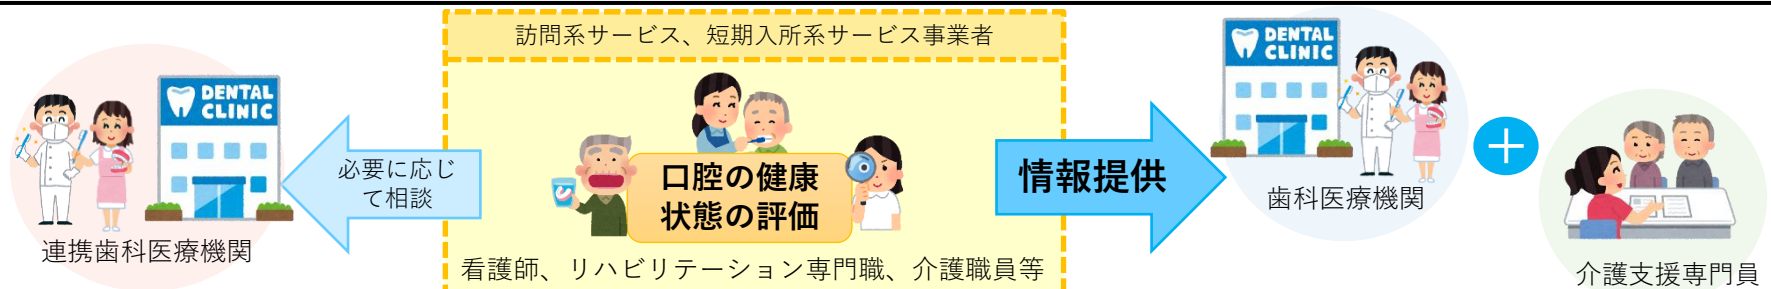 訪問系サービス、短期入所系サービス事業者
DENTAL
CLINIC
連携歯科医療機関
必要に応じ
て相談
口腔の健康
状態の評価
看護師、リハビリテーション専門職、介護職員等
情報提供
DENTAL
CLINIC
歯科医療機関
介護支援専門員